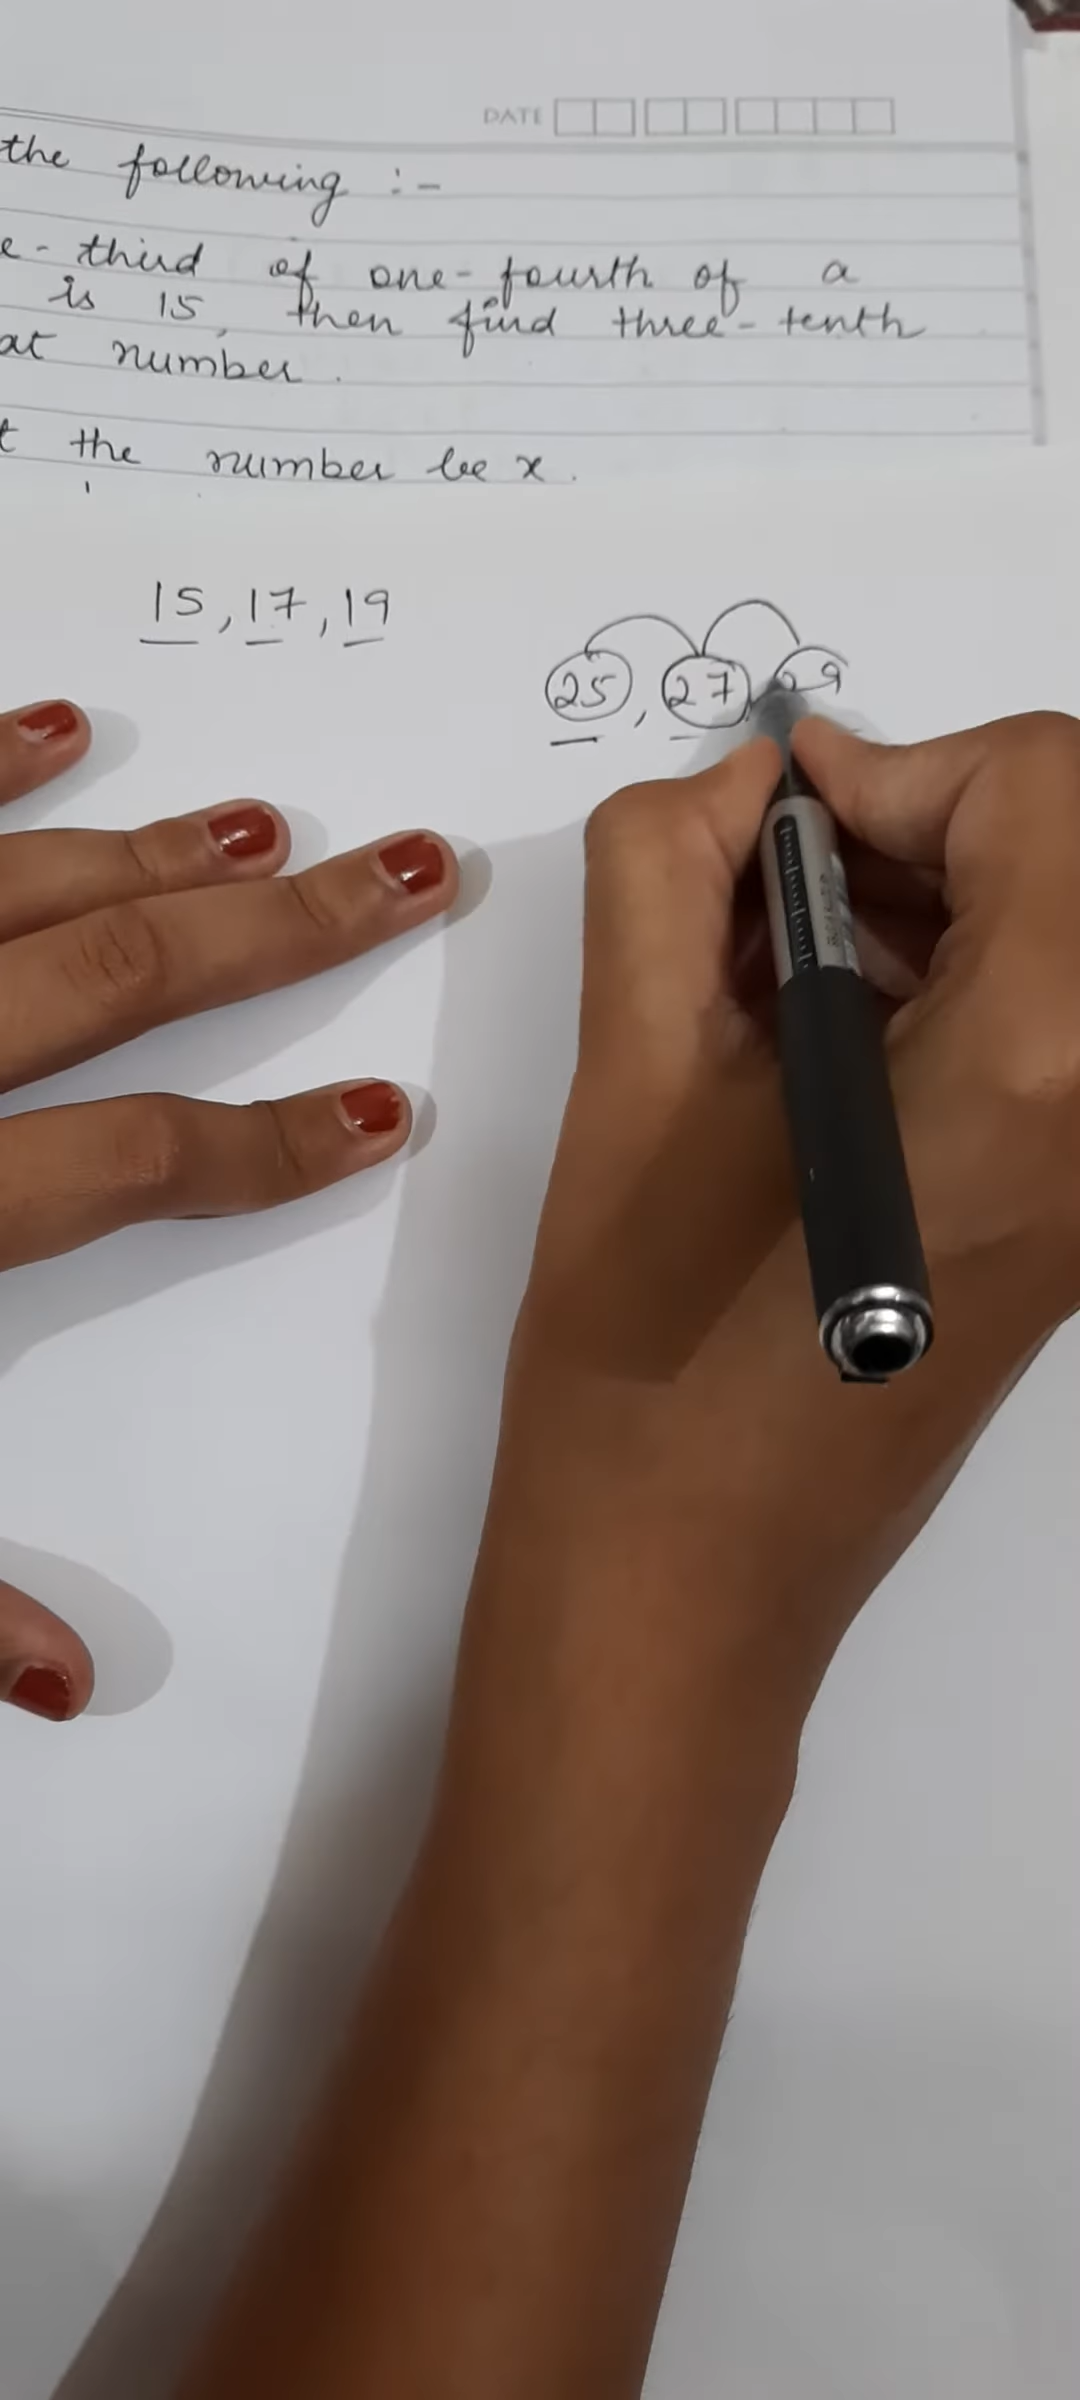 DATE
the following :-
e-third of one-fourth of a
is 15, then find three-tenth
at number.
t the number be x.
15, 17, 19
25, 27, 29